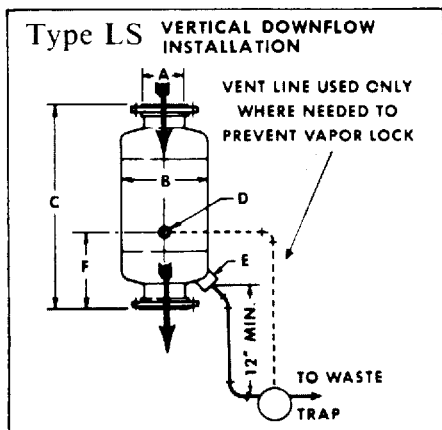 Type LS VERTICAL DOWNFLOW
INSTALLATION
A
VENT LINE USED ONLY
WHERE NEEDED TO
PREVENT VAPOR LOCK
C
B
D
F
E
12" MIN.
TO WASTE
TRAP